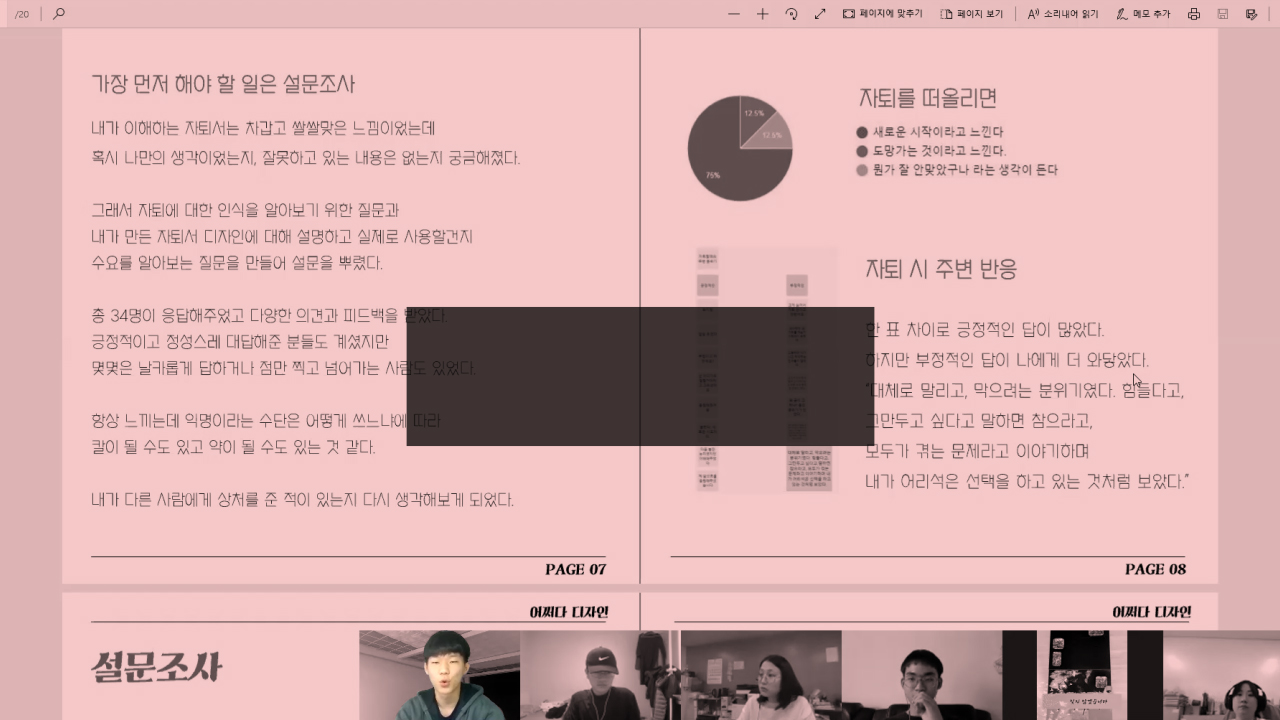 /20
페이지에 맞추기
페이지 보기
소리내어 읽기
메모 추가
가장 먼저 해야 할 일은 설문조사
내가 이해하는 자퇴서는 차갑고 쌀쌀맞은 느낌이었는데
혹시 나만의 생각이었는지, 잘못하고 있는 내용은 없는지 궁금해졌다.
그래서 자퇴에 대한 인식을 알아보기 위한 질문과
내가 만든 자퇴서 디자인에 대해 설명하고 실제로 사용할건지
수요를 알아보는 질문을 만들어 설문을 뿌렸다.
총 34명이 응답해주었고 다양한 의견과 피드백을 받았다.
긍정적이고 정성스레 대답해준 분들도 계셨지만
몇몇은 날카롭게 답하거나 점만 찍고 넘어가는 사람도 있었다.
항상 느끼는데 익명이라는 수단은 어떻게 쓰느냐에 따라
칼이 될 수도 있고 약이 될 수도 있는 것 같다.
내가 다른 사람에게 상처를 준 적이 있는지 다시 생각해보게 되었다.
PAGE 07
12.5%
12.5%
75%
자퇴를 떠올리면
새로운 시작이라고 느낀다
도망가는 것이라고 느낀다.
뭔가 잘 안맞았구나 라는 생각이 든다
자퇴 시 주변 반응
한 표 차이로 긍정적인 답이 많았다.
하지만 부정적인 답이 나에게 더 와닿았다.
"대체로 말리고, 막으려는 분위기였다. 힘들다고,
그만두고 싶다고 말하면 참으라고,
모두가 겪는 문제라고 이야기하며
내가 어리석은 선택을 하고 있는 것처럼 보았다."
PAGE 08
어쩌다 디자인
설문조사
어쩌다 디자인